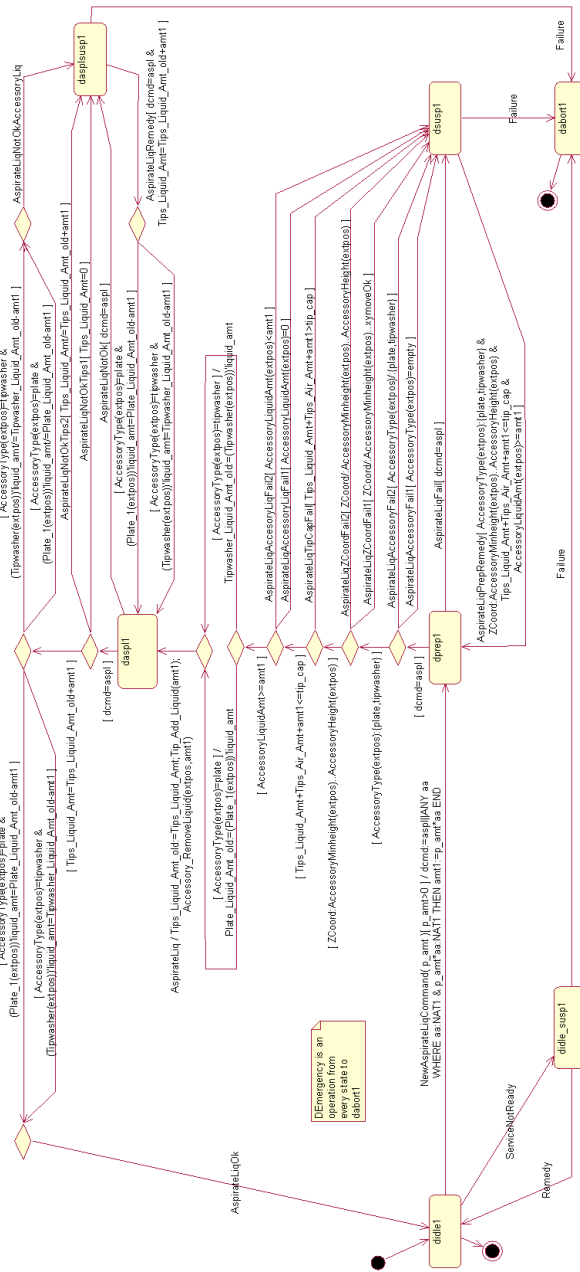 [ AccessoryType(extpos)=plate &
(Plate_1(extpos))'liquid_amt=Plate_Liquid_Amt_old-amt1 ]
[ AccessoryType(extpos)=tipwasher &
(Tipwasher(extpos))'liquid_amt=Tipwasher_Liquid_Amt_old-amt1 ]
[ AccessoryType(extpos)=tipwasher &
(Tipwasher(extpos))'liquid_amt/=Tipwasher_Liquid_Amt_old-amt1 ]
[ AccessoryType(extpos)=plate &
(Plate_1(extpos))'liquid_amt/=Plate_Liquid_Amt_old-amt1 ]
AspirateLiqNotOkAccessoryLiq
[ Tips_Liquid_Amt=Tips_Liquid_Amt_old+amt1 ]
AspirateLiqNotOkTips2[ Tips_Liquid_Amt/=Tips_Liquid_Amt_old+amt1 ]
AspirateLiqNotOkTips1[ Tips_Liquid_Amt=0 ]
dasplsusp1
[ dcmd=aspl ]
AspirateLiqNotOk[ dcmd=aspl ]
daspl1
[ AccessoryType(extpos)=plate &
(Plate_1(extpos))'liquid_amt=Plate_Liquid_Amt_old-amt1 ]
[ AccessoryType(extpos)=tipwasher &
(Tipwasher(extpos))'liquid_amt=Tipwasher_Liquid_Amt_old-amt1 ]
AspirateLiqRemedy[ dcmd=aspl &
Tips_Liquid_Amt=Tips_Liquid_Amt_old+amt1 ]
AspirateLiq / Tips_Liquid_Amt_old:=Tips_Liquid_Amt;Tip_Add_Liquid(amt1);
Accessory_RemoveLiquid(extpos,amt1)
[ AccessoryType(extpos)=plate ] /
Plate_Liquid_Amt_old:=(Plate_1(extpos))'liquid_amt
[ AccessoryType(extpos)=tipwasher ] /
Tipwasher_Liquid_Amt_old:=(Tipwasher(extpos))'liquid_amt
AspirateLiqOk
[ AccessoryLiquidAmt>=amt1 ]
AspirateLiqAccesoryLiqFail2[ AccessoryLiquidAmt(extpos)<amt1 ]
AspirateLiqAccessoryLiqFail1[ AccessoryLiquidAmt(extpos)=0 ]
[ Tips_Liquid_Amt+Tips_Air_Amt+amt1<=tip_cap ]
AspirateLiqTipCapFail[ Tips_Liquid_Amt+Tips_Air_Amt+amt1>tip_cap ]
[ ZCoord:AccessoryMinheight(extpos)..AccessoryHeight(extpos) ]
AspirateLiqZCoordFail2[ ZCoord/:AccessoryMinheight(extpos)..AccessoryHeight(extpos) ]
AspirateLiqZCoordFail1[ ZCoord/:AccessoryMinheight(extpos)..xymoveOk ]
[ AccessoryType(extpos):{plate,tipwasher} ]
AspirateLiqAccessoryFail2[ AccessoryType(extpos)/:{plate,tipwasher} ]
AspirateLiqAccessoryFail1[ AccessoryType(extpos)=empty ]
DEmergency is an
operation from
every state to
dabort1
[ dcmd=aspl ]
AspirateLiqFail[ dcmd=aspl ]
didle1
NewAspirateLiqCommand( p_amt )[ p_amt>0 ] / dcmd:=aspl||ANY aa
WHERE aa:NAT1 & p_amt*aa:NAT1 THEN amt1:=p_amt*aa END
dprep1
dsusp1
AspirateLiqPrepRemedy[ AccessoryType(extpos):{plate,tipwasher} &
ZCoord:AccessoryMinheight(extpos)..AccessoryHeight(extpos) &
Tips_Liquid_Amt+Tips_Air_Amt+amt1<=tip_cap &
AccessoryLiquidAmt(extpos)>=amt1 ]
ServiceNotReady
Failure
Remedy
didle_susp1
Failure
dabort1
Failure